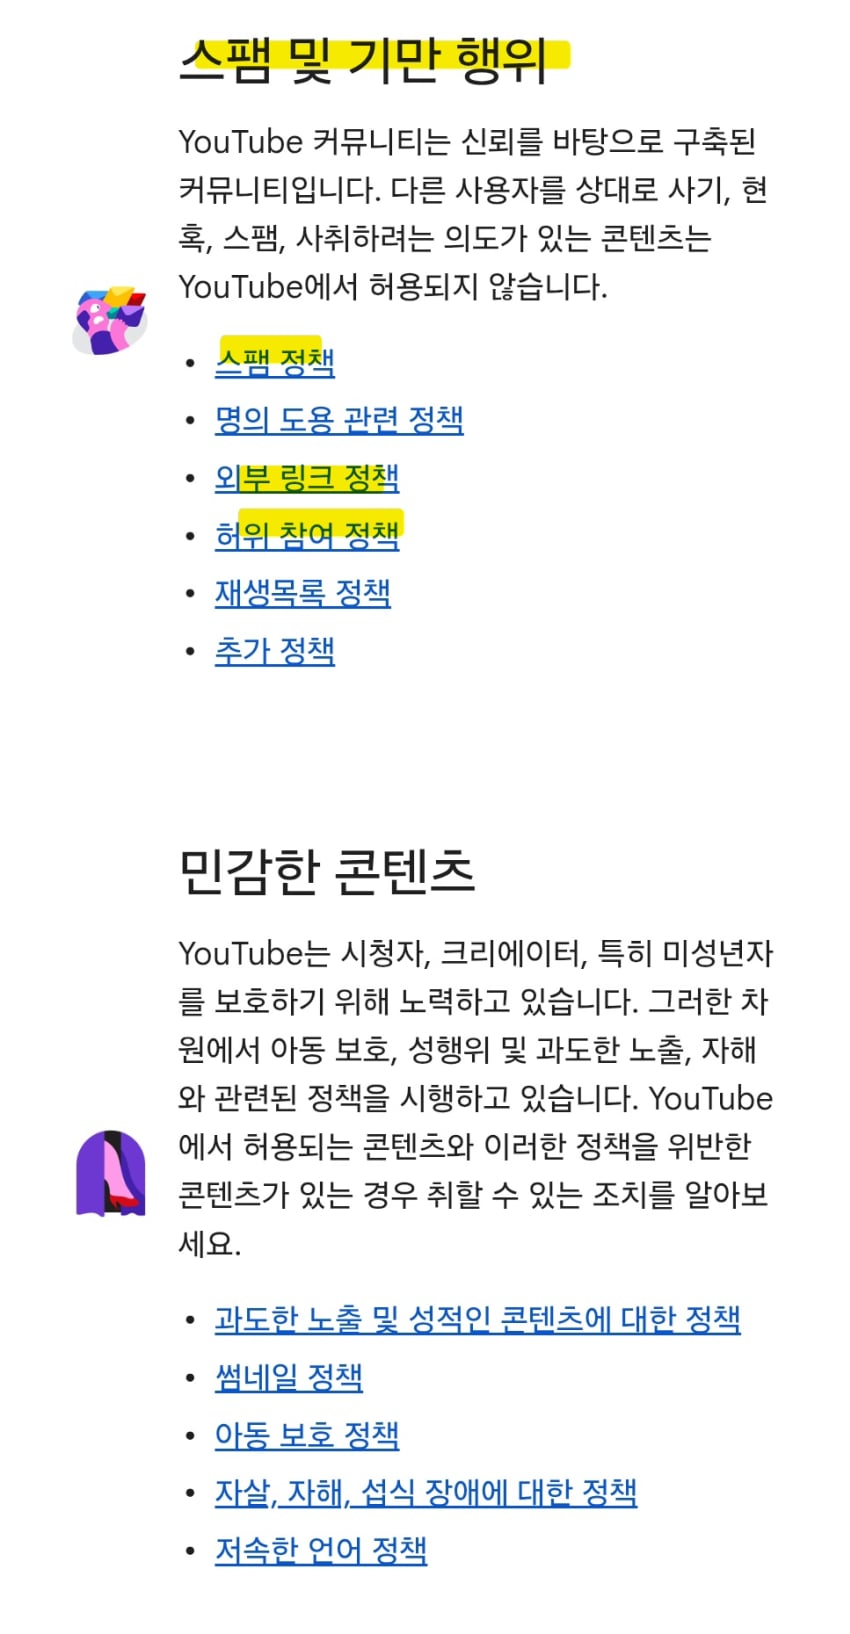 스팸 및 기만 행위
YouTube 커뮤니티는 신뢰를 바탕으로 구축된
커뮤니티입니다. 다른 사용자를 상대로 사기, 현
혹, 스팸, 사취하려는 의도가 있는 콘텐츠는
YouTube에서 허용되지 않습니다.
• 스팸 정책
• 명의 도용 관련 정책
• 외부 링크 정책
• 허위 참여 정책
• 재생목록 정책
• 추가 정책
민감한 콘텐츠
YouTube는 시청자, 크리에이터, 특히 미성년자
를 보호하기 위해 노력하고 있습니다. 그러한 차
원에서 아동 보호, 성행위 및 과도한 노출, 자해
와 관련된 정책을 시행하고 있습니다. YouTube
에서 허용되는 콘텐츠와 이러한 정책을 위반한
콘텐츠가 있는 경우 취할 수 있는 조치를 알아보
세요.
• 과도한 노출 및 성적인 콘텐츠에 대한 정책
• 썸네일 정책
• 아동 보호 정책
• 자살, 자해, 섭식 장애에 대한 정책
• 저속한 언어 정책